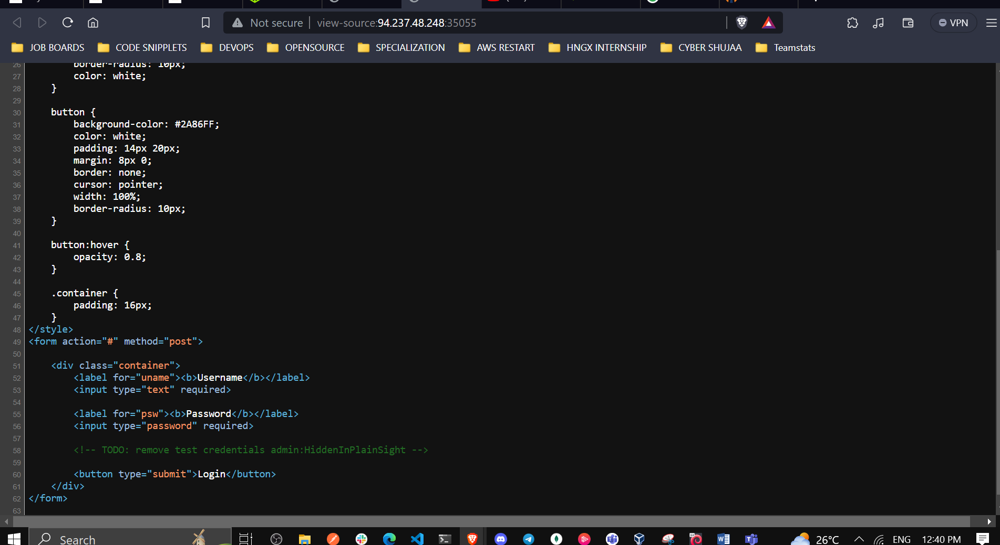 Not secure view-source:94.237.48.248:35055 VPN
JOB BOARDS CODE SNIPPLETS DEVOPS OPENSOURCE SPECIALIZATION AWS RESTART HNGX INTERNSHIP CYBER SHUJAA Teamstats
26 border-radius: 10px;
27 color: white;
28 }
29
30 button {
31 background-color: #2A86FF;
32 color: white;
33 padding: 14px 20px;
34 margin: 8px 0;
35 border: none;
36 cursor: pointer;
37 width: 100%;
38 border-radius: 10px;
39 }
40
41 button:hover {
42 opacity: 0.8;
43 }
44
45 .container {
46 padding: 16px;
47 }
48 </style>
49 <form action="#" method="post">
50
51 <div class="container">
52 <label for="uname"><b>Username</b></label>
53 <input type="text" required>
54
55 <label for="psw"><b>Password</b></label>
56 <input type="password" required>
57
58 <!-- TODO: remove test credentials admin:HiddenInPlainSight -->
59
60 <button type="submit">Login</button>
61 </div>
62 </form>
63
Search 26°C ENG 12:40 PM